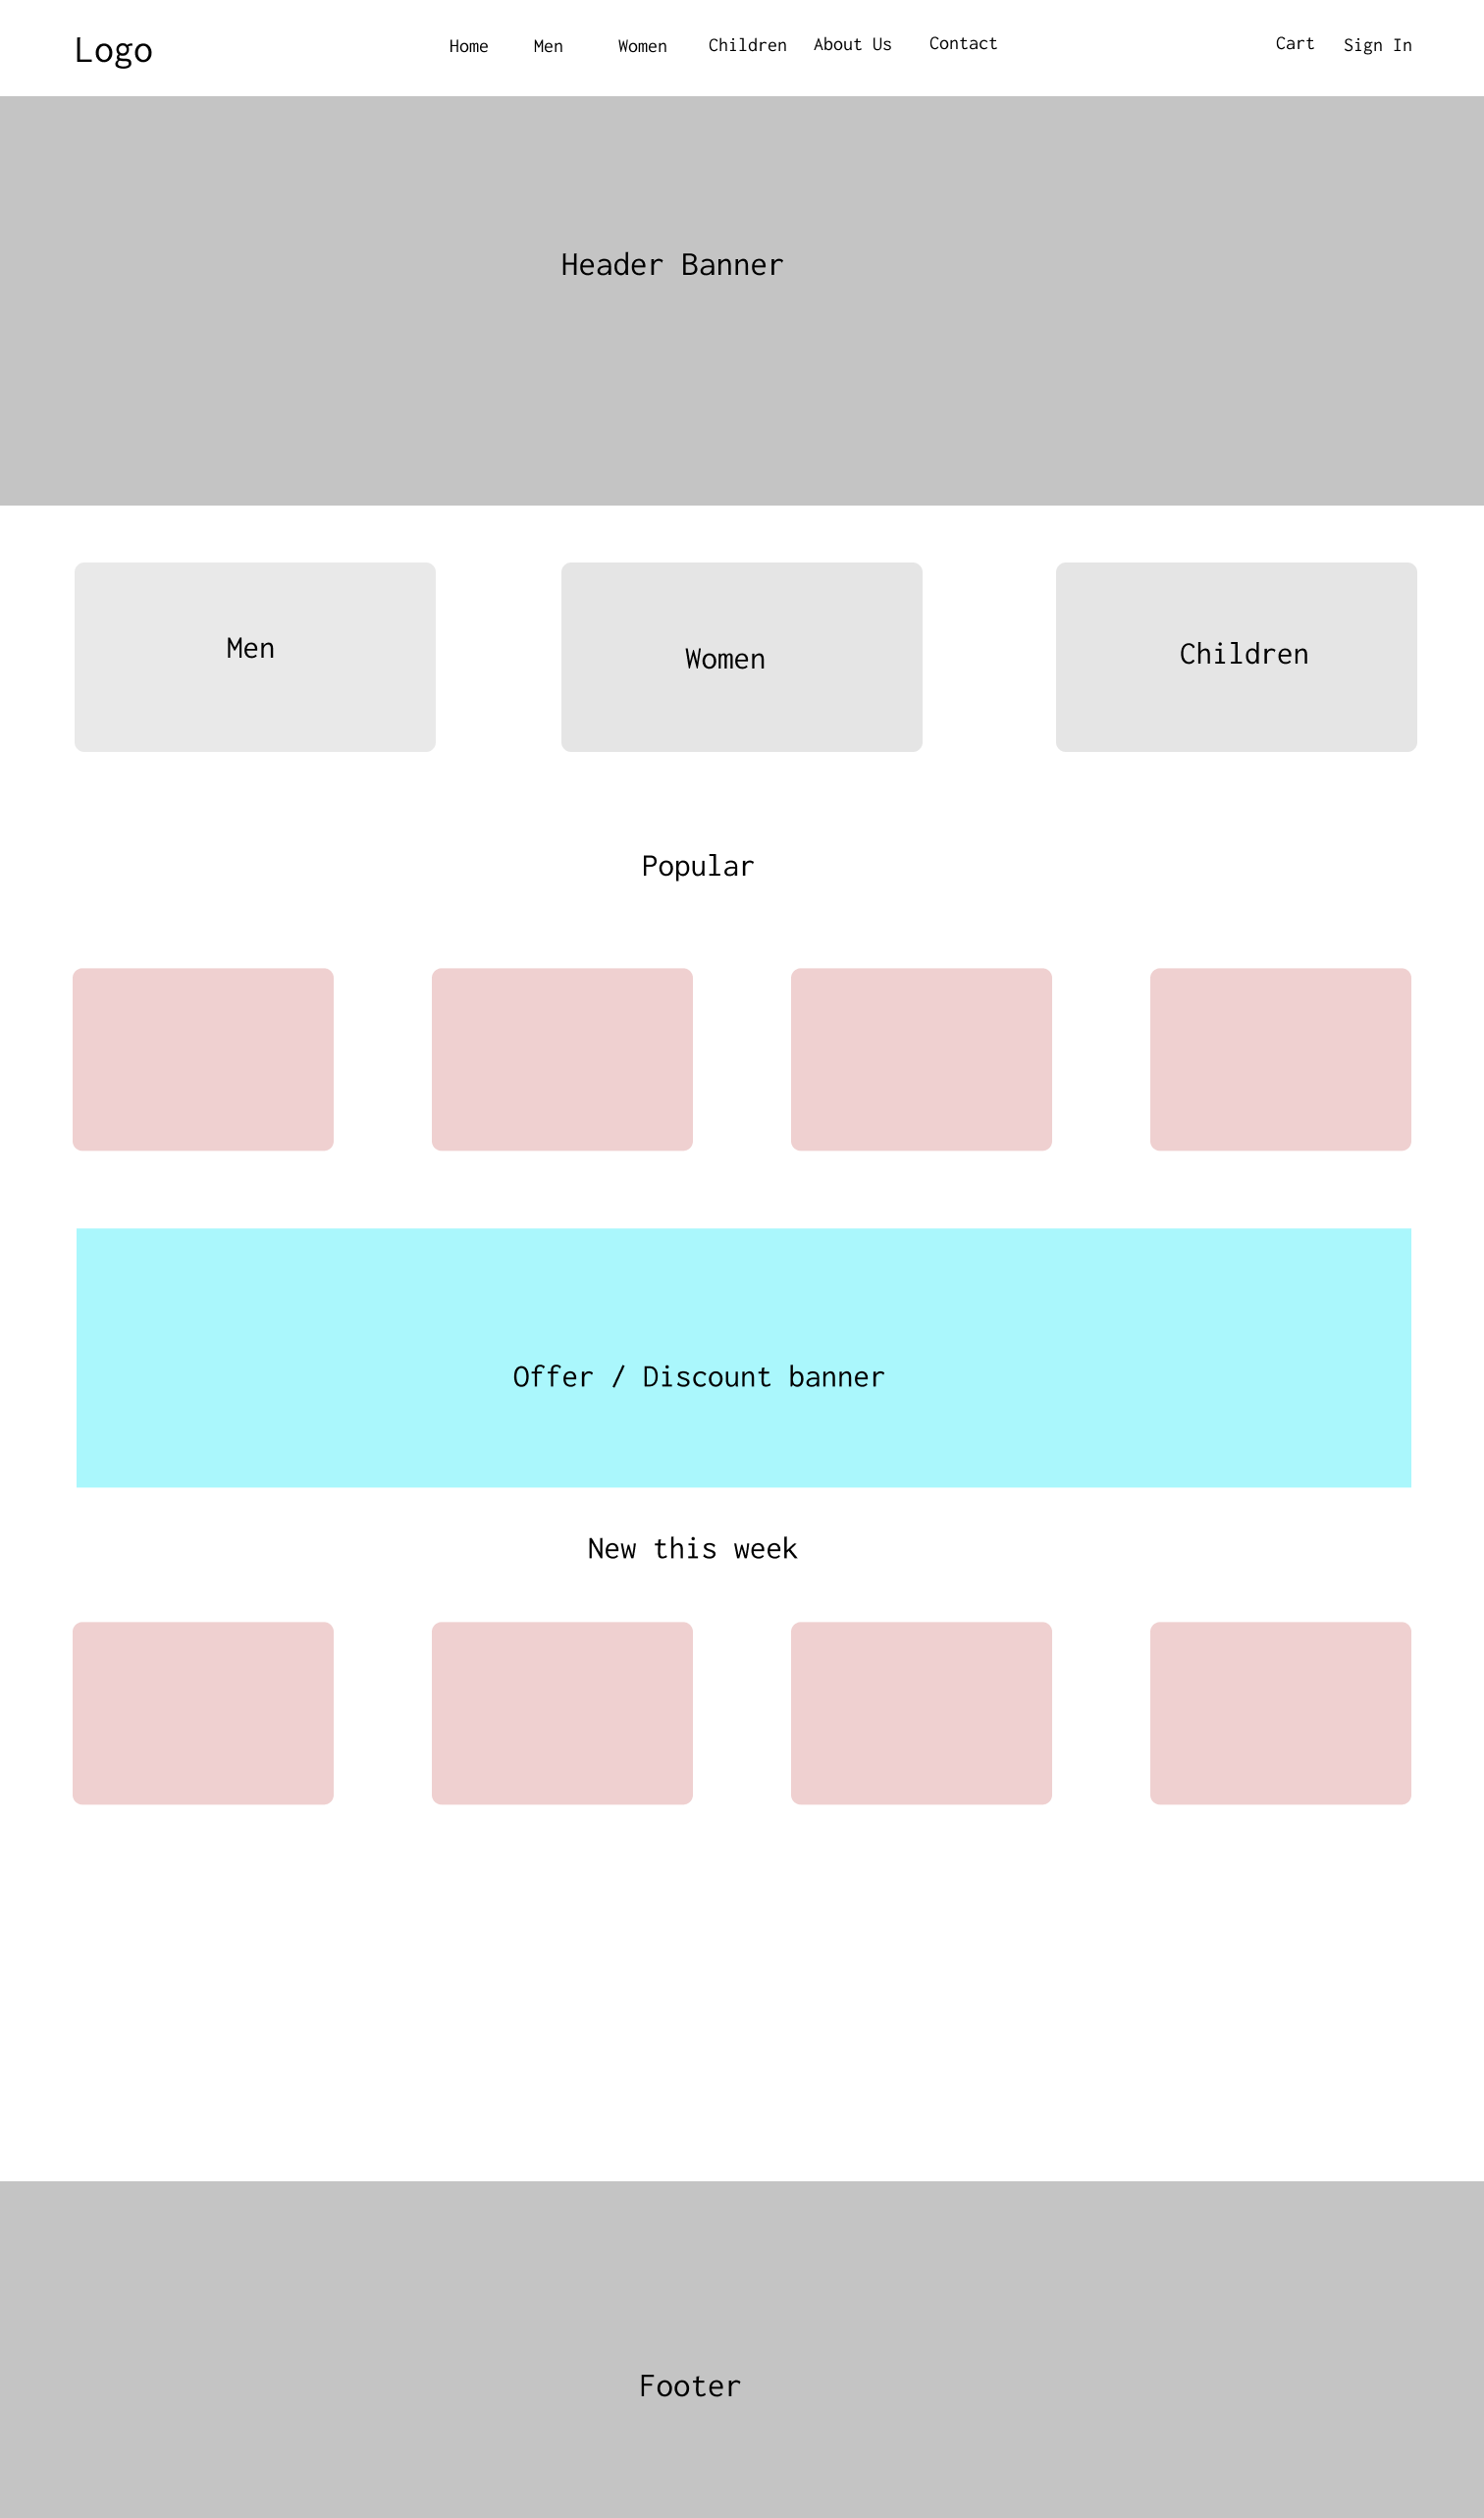 Logo
Home Men Women Children About Us Contact Cart Sign In
Header Banner
Men Women Children
Popular
Offer / Discount banner
New this week
Footer